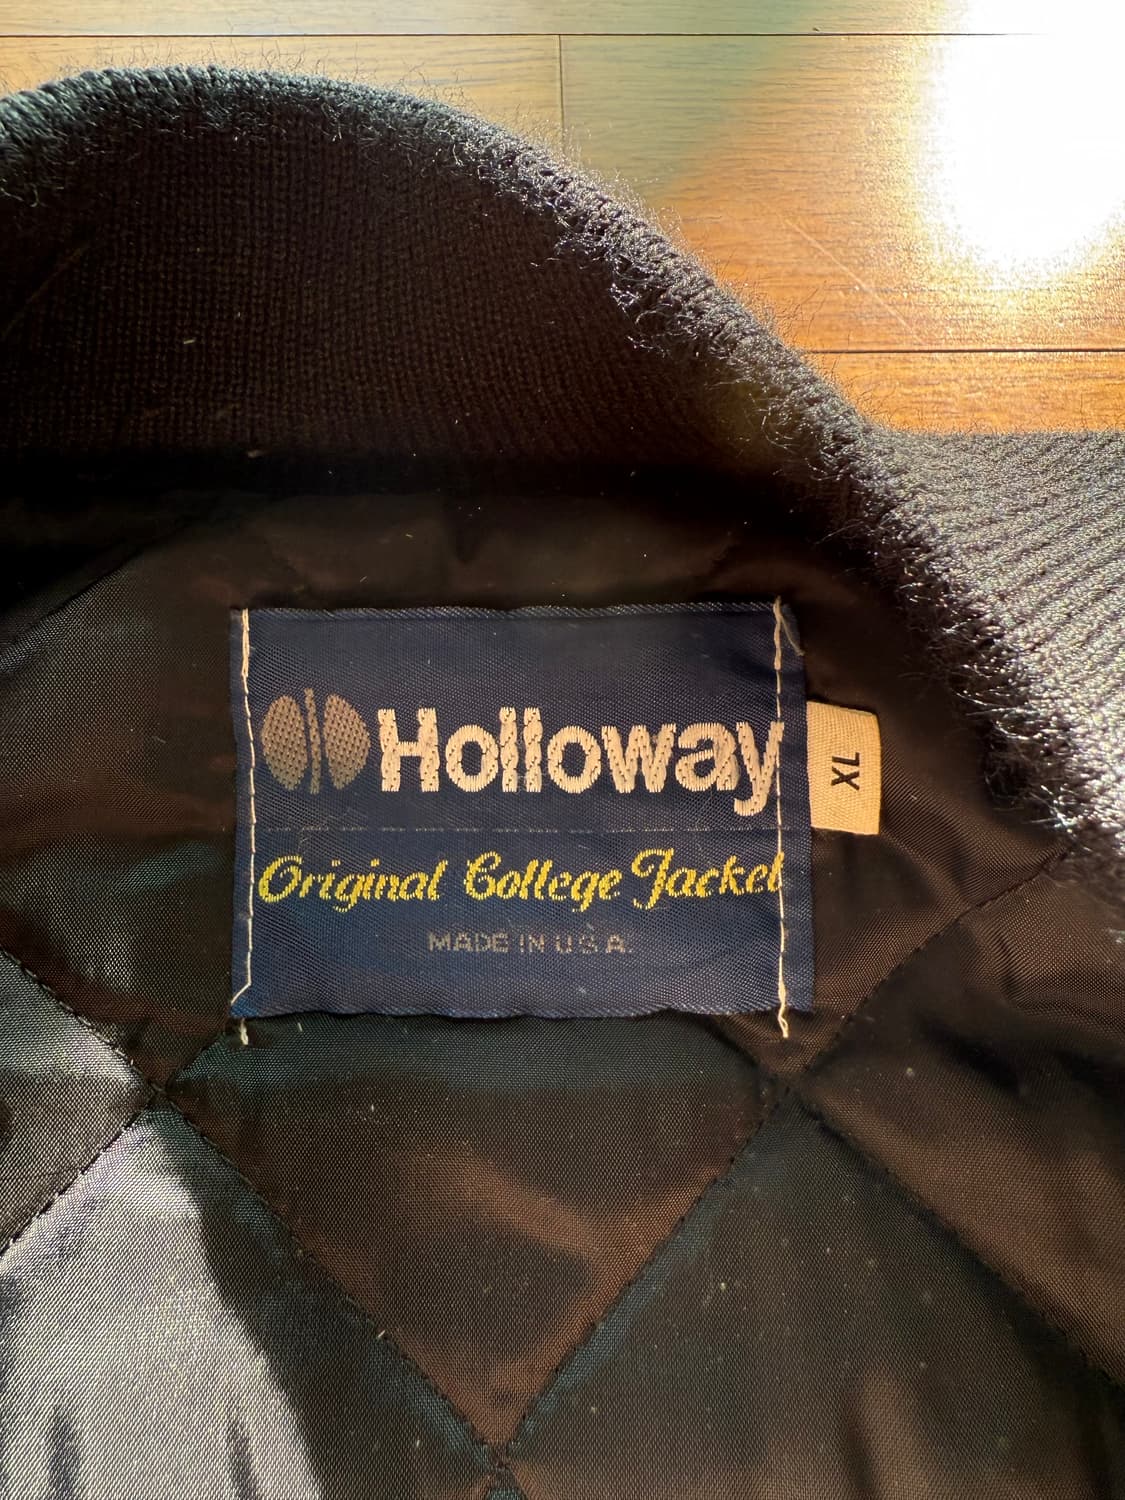 Holloway
XL
Original College Jacket
MADE IN U.S.A.